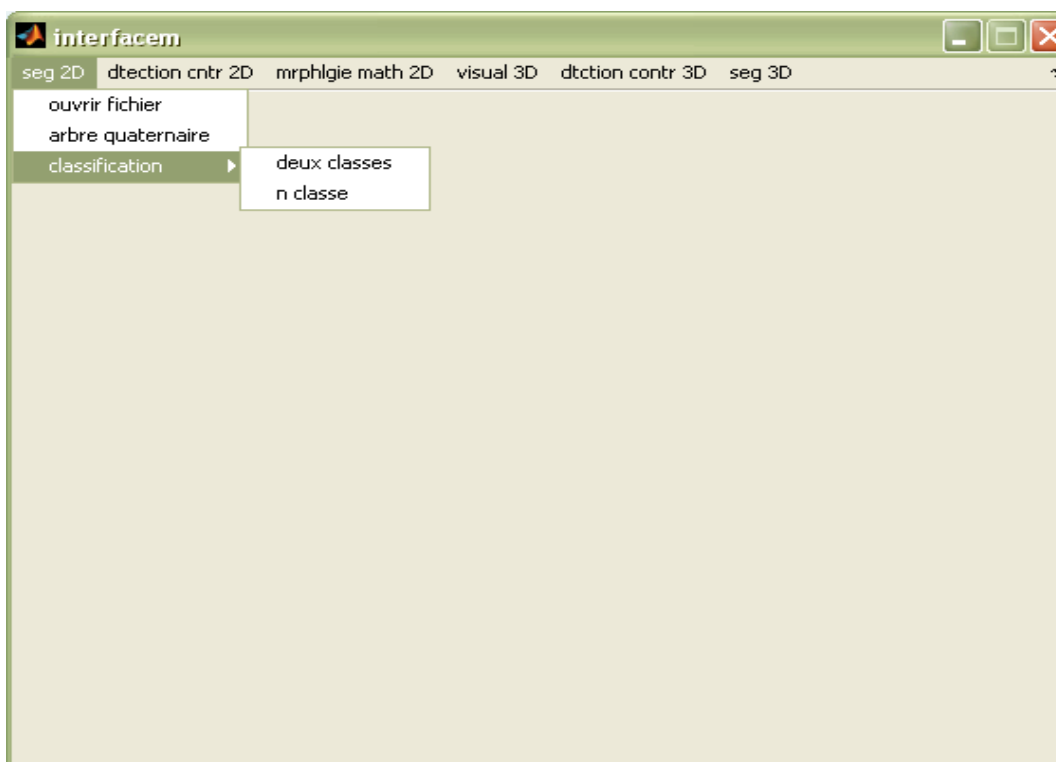 interfacem
seg 2D dtection cntr 2D mrphlgie math 2D visual 3D dtction contr 3D seg 3D
ouvrir fichier
arbre quaternaire
classification
deux classes
n classe